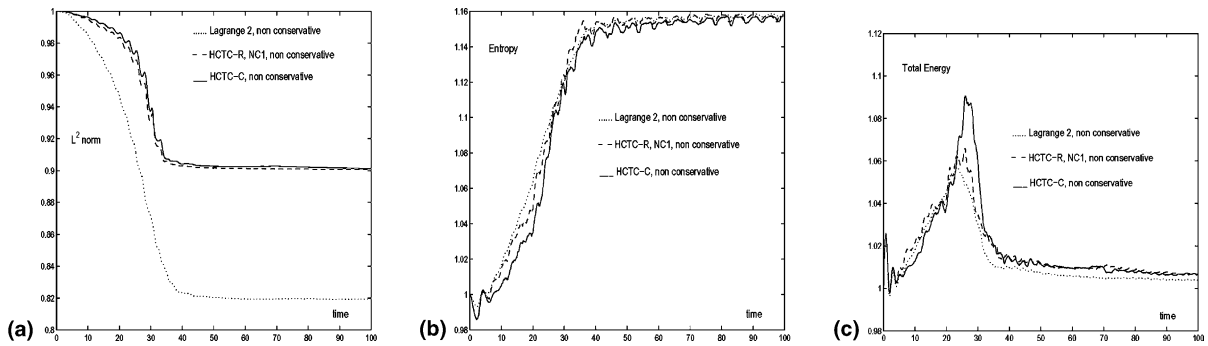 1
0.98
0.96
0.94
0.92
0.9
0.88
0.86
0.84
0.82
0.8
Lagrange 2, non conservative
HCTC-R, NC1, non conservative
HCTC-C, non conservative
L2 norm
time
0 10 20 30 40 50 60 70 80 90 100
(a)
1.16
1.14
1.12
1.1
1.08
1.06
1.04
1.02
1
0.98
Entropy
Lagrange 2, non conservative
HCTC-R, NC1, non conservative
HCTC-C, non conservative
time
0 10 20 30 40 50 60 70 80 90 100
(b)
1.12
1.1
1.08
1.06
1.04
1.02
1
0.98
Total Energy
Lagrange 2, non conservative
HCTC-R, NC1, non conservative
HCTC-C, non conservative
time
0 10 20 30 40 50 60 70 80 90 100
(c)